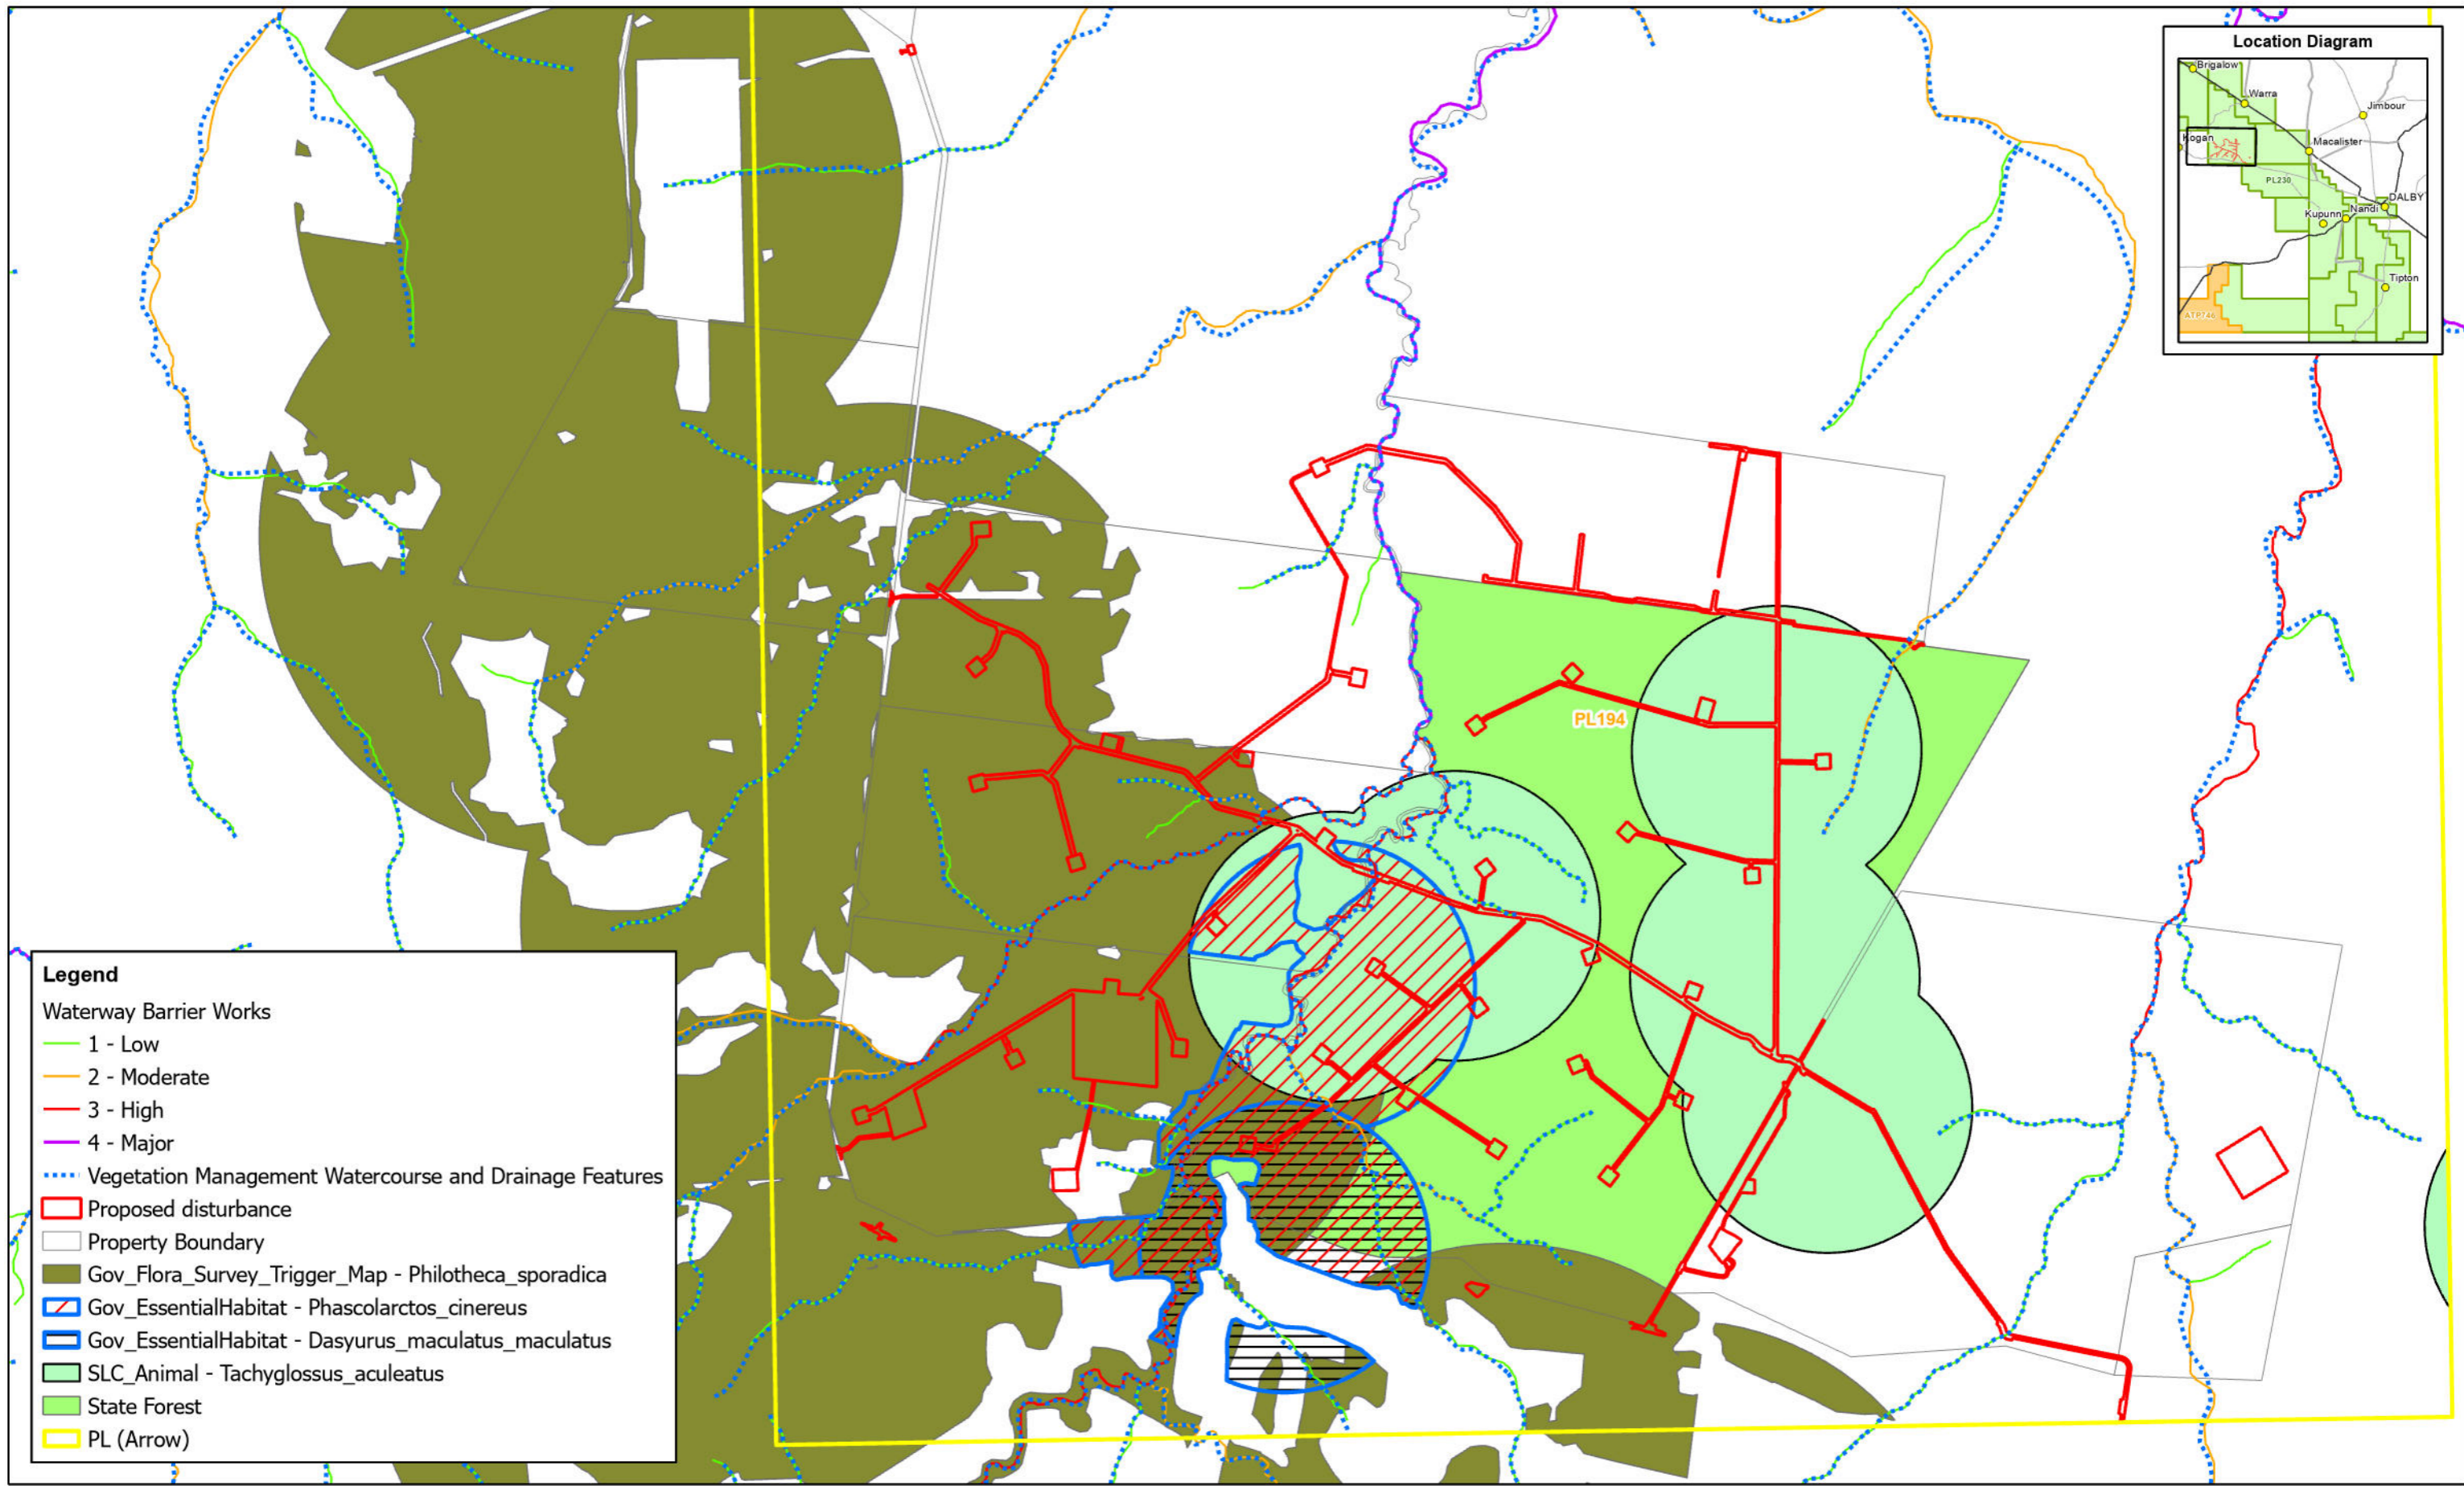 Location Diagram
Brigalow
Warra
Jimbour
Kogan
Macalister
PL230
DALBY
Kupunn
Nandi
Tipton
ATP746
PL194
Legend
Waterway Barrier Works
1 - Low
2 - Moderate
3 - High
4 - Major
Vegetation Management Watercourse and Drainage Features
Proposed disturbance
Property Boundary
Gov_Flora_Survey_Trigger_Map - Philotheca_sporadica
Gov_EssentialHabitat - Phascolarctos_cinereus
Gov_EssentialHabitat - Dasyurus_maculatus_maculatus
SLC_Animal - Tachyglossus_aculeatus
State Forest
PL (Arrow)